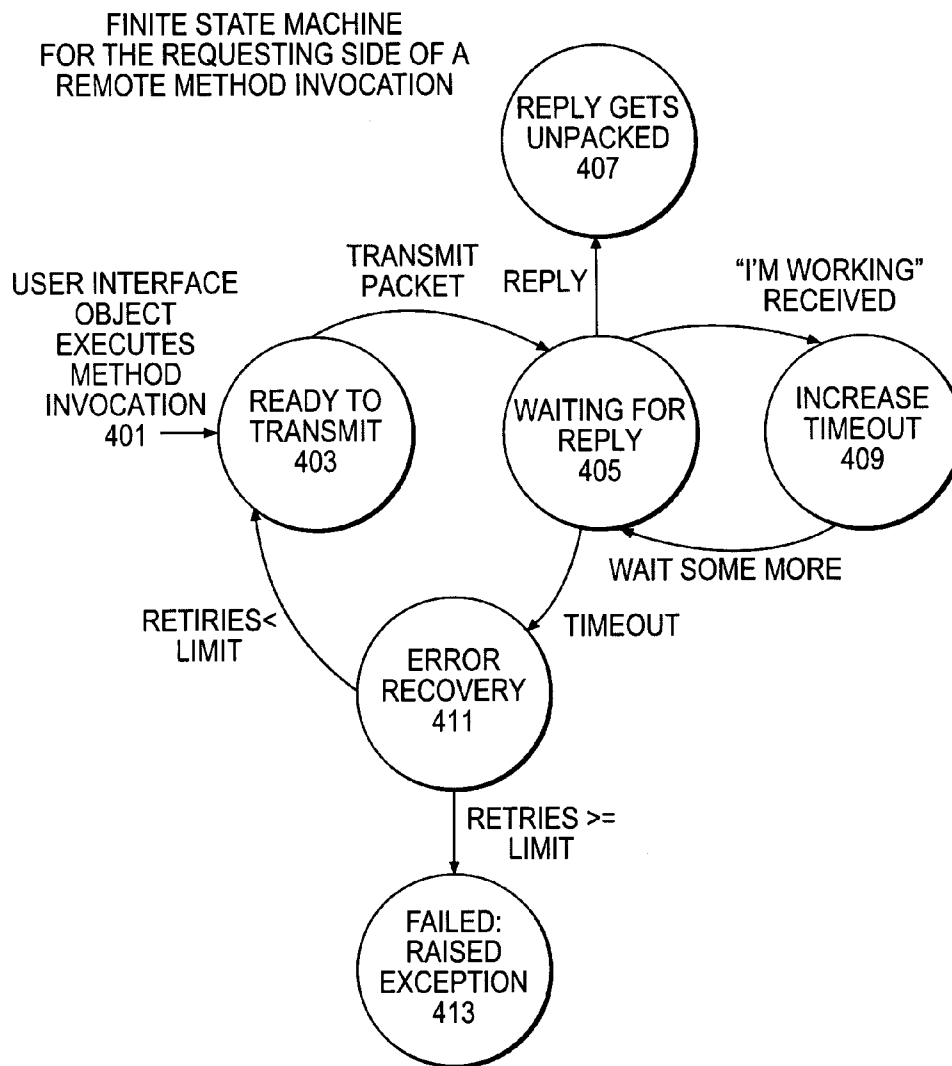 FINITE STATE MACHINE
FOR THE REQUESTING SIDE OF A
REMOTE METHOD INVOCATION
REPLY GETS
UNPACKED
407
TRANSMIT
PACKET
REPLY
“I’M WORKING”
RECEIVED
USER INTERFACE
OBJECT
EXECUTES
METHOD
INVOCATION
401
READY TO
TRANSMIT
403
WAITING FOR
REPLY
405
INCREASE
TIMEOUT
409
WAIT SOME MORE
RETIRIES<
LIMIT
TIMEOUT
ERROR
RECOVERY
411
RETRIES >=
LIMIT
FAILED:
RAISED
EXCEPTION
413